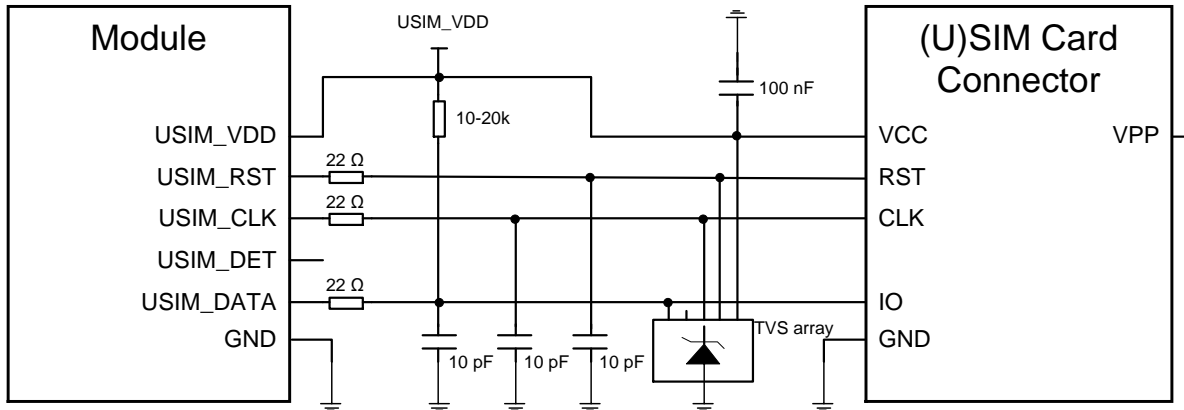 Module
USIM_VDD
(U)SIM Card
Connector
100 nF
10-20k
USIM_VDD
VCC
VPP
22 Ω
USIM_RST
RST
22 Ω
USIM_CLK
CLK
USIM_DET
22 Ω
USIM_DATA
IO
TVS array
GND
GND
10 pF
10 pF
10 pF